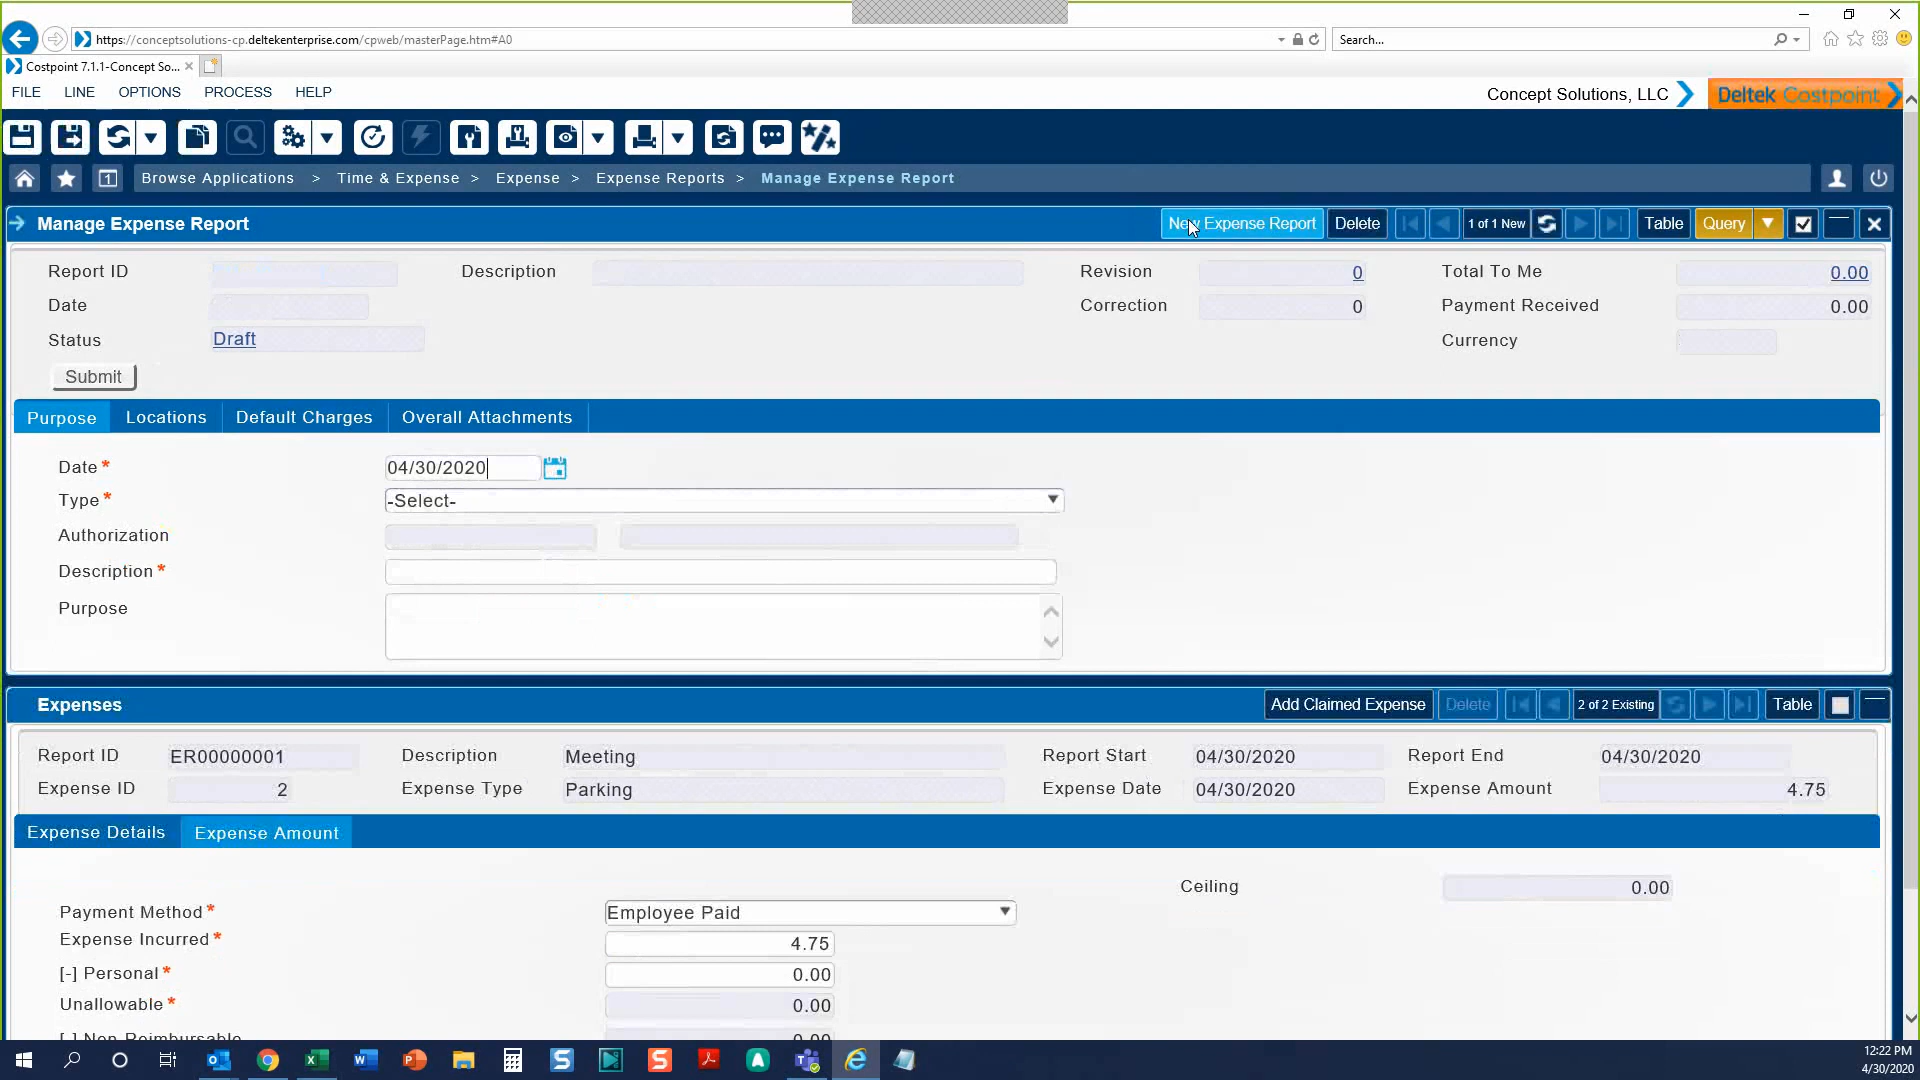 https://conceptsolutions-cp.deltekenterprise.com/cpweb/masterPage.htm#A0
Search...
Costpoint 7.1.1-Concept So...
FILE LINE OPTIONS PROCESS HELP
Concept Solutions, LLC
Deltek Costpoint
1
Browse Applications > Time & Expense > Expense > Expense Reports > Manage Expense Report
Manage Expense Report
New Expense Report Delete 1 of 1 New Table Query
Report ID Description Revision 0 Total To Me 0.00
Date Correction 0 Payment Received 0.00
Status Draft Currency
Submit
Purpose Locations Default Charges Overall Attachments
Date * 04/30/2020
Type * -Select-
Authorization
Description *
Purpose
Expenses
Add Claimed Expense Delete 2 of 2 Existing Table
Report ID ER00000001 Description Meeting Report Start 04/30/2020 Report End 04/30/2020
Expense ID 2 Expense Type Parking Expense Date 04/30/2020 Expense Amount 4.75
Expense Details Expense Amount
Ceiling 0.00
Payment Method * Employee Paid
Expense Incurred * 4.75
[-] Personal * 0.00
Unallowable * 0.00
[-] Non-Reimbursable 0.00
12:22 PM
4/30/2020